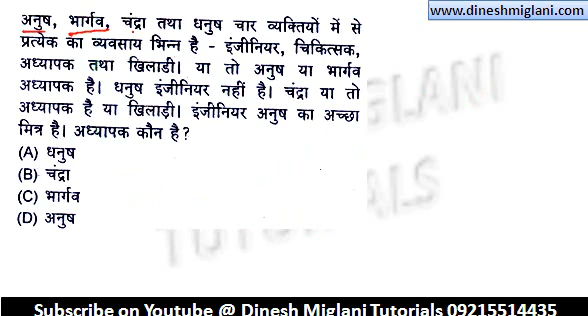 www.dineshmiglani.com
अनुष, भार्गव, चंद्रा तथा धनुष चार व्यक्तियों में से
प्रत्येक का व्यवसाय भिन्न है - इंजीनियर, चिकित्सक,
अध्यापक तथा खिलाडी। या तो अनुष या भार्गव
अध्यापक है। धनुष इंजीनियर नहीं है। चंद्रा या तो
अध्यापक है या खिलाड़ी। इंजीनियर अनुष का अच्छा
मित्र है। अध्यापक कौन है?
(A) धनुष
(B) चंद्रा
(C) भार्गव
(D) अनुष
MIGLANI
TUTORIALS
Subscribe on Youtube @ Dinesh Miglani Tutorials 09215514435